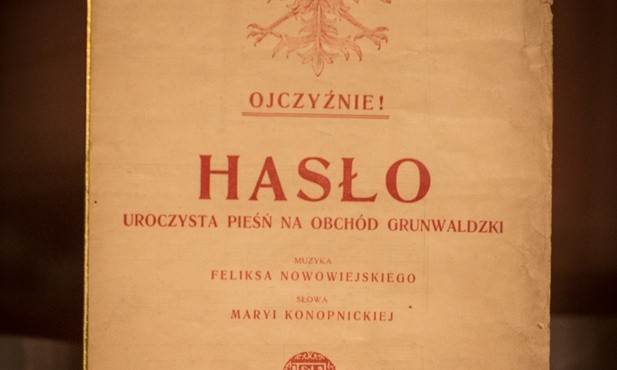 OJCZYŹNIE!
HASŁO
UROCZYSTA PIEŚŃ NA OBCHÓD GRUNWALDZKI
MUZYKA
FELIKSA NOWOWIEJSKIEGO
SŁOWA
MARYI KONOPNICKIEJ